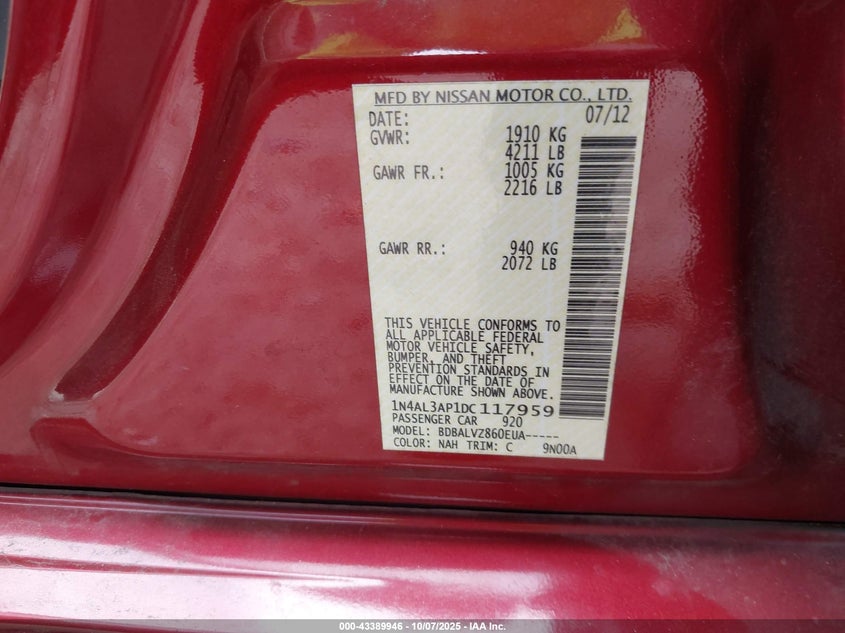 MFD BY NISSAN MOTOR CO., LTD.
DATE: 07/12
GVWR: 1910 KG
4211 LB
GAWR FR.: 1005 KG
2216 LB
GAWR RR.: 940 KG
2072 LB
THIS VEHICLE CONFORMS TO
ALL APPLICABLE FEDERAL
MOTOR VEHICLE SAFETY,
BUMPER, AND THEFT
PREVENTION STANDARDS IN
EFFECT ON THE DATE OF
MANUFACTURE SHOWN ABOVE.
1N4AL3AP1DC117959
PASSENGER CAR 920
MODEL: BDBALVZ860EUA-----
COLOR: NAH TRIM: C 9N00A
000-43389946 - 10/07/2025 - IAA Inc.